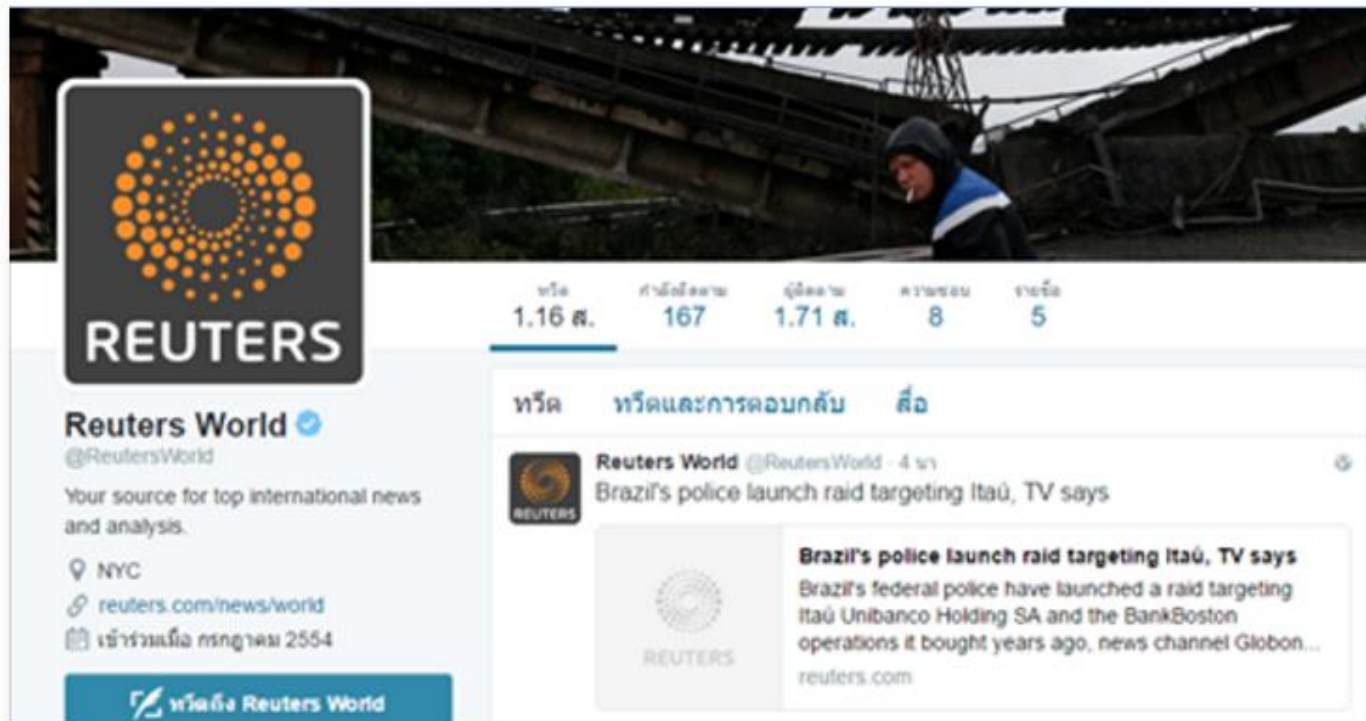 REUTERS
Reuters World
@ReutersWorld
Your source for top international news
and analysis.
NYC
reuters.com/news/world
เข้าร่วมเมื่อ กรกฎาคม 2554
ทวีตถึง Reuters World
ทวีต กำลังติดตาม ผู้ติดตาม ความชอบ รายชื่อ
1.16 ส. 167 1.71 ส. 8 5
ทวีต ทวีตและการตอบกลับ สื่อ
Reuters World @ReutersWorld · 4 นา
Brazil's police launch raid targeting Itaú, TV says
REUTERS
Brazil's police launch raid targeting Itaú, TV says
Brazil's federal police have launched a raid targeting
Itaú Unibanco Holding SA and the BankBoston
operations it bought years ago, news channel Globon...
reuters.com
REUTERS